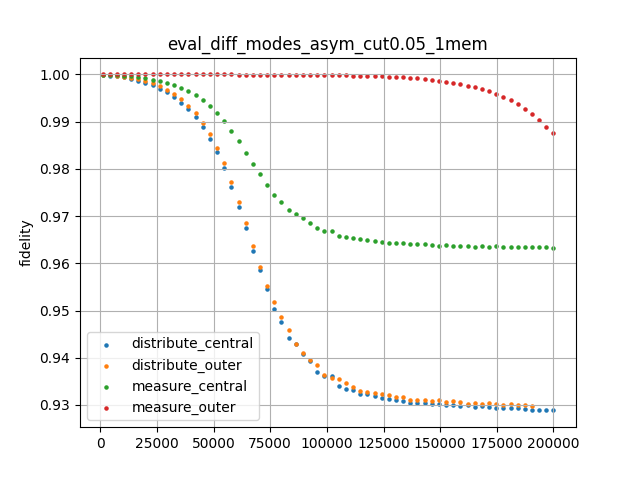 eval_diff_modes_asym_cut0.05_1mem
fidelity
1.00
0.99
0.98
0.97
0.96
0.95
0.94
0.93
distribute_central
distribute_outer
measure_central
measure_outer
0 25000 50000 75000 100000 125000 150000 175000 200000